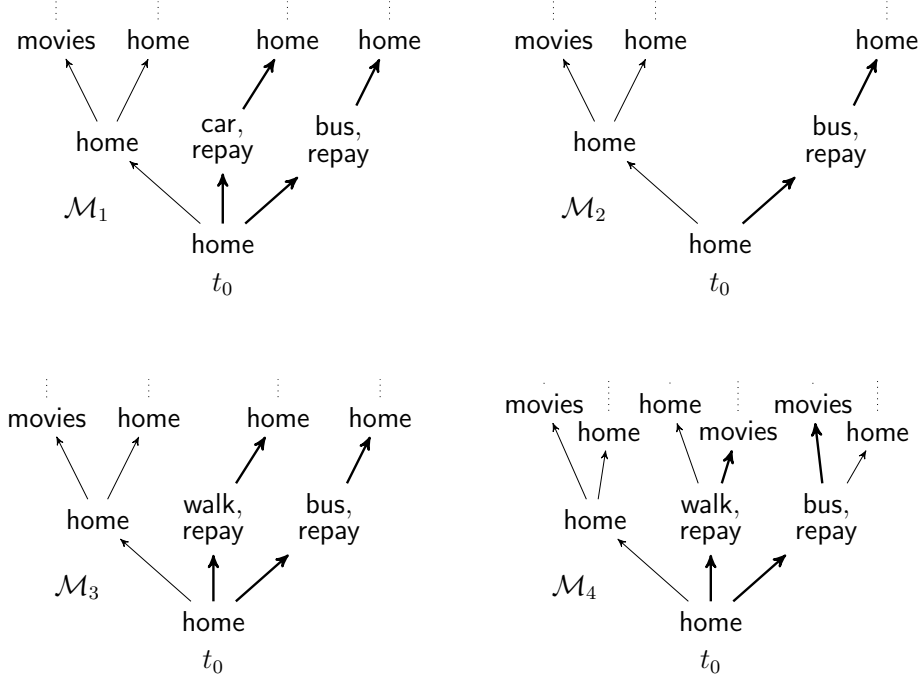 movies home home home
home
car,
repay
bus,
repay
M₁
home
t₀
movies home home
home
bus,
repay
M₂
home
t₀
movies home home home
home
walk,
repay
bus,
repay
M₃
home
t₀
movies home home movies movies home
home
walk,
repay
bus,
repay
M₄
home
t₀